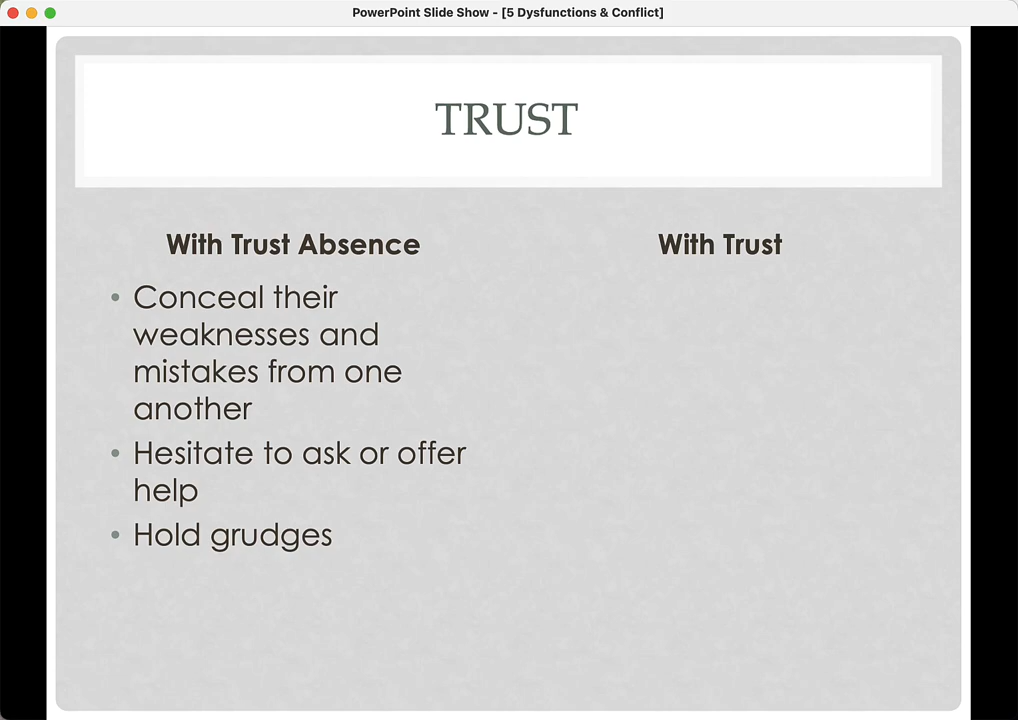 PowerPoint Slide Show - [5 Dysfunctions & Conflict]
TRUST
With Trust Absence
• Conceal their
weaknesses and
mistakes from one
another
• Hesitate to ask or offer
help
• Hold grudges
With Trust